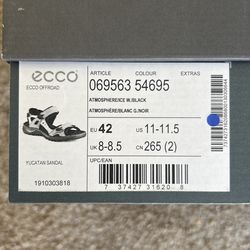 ecco
ECCO OFFROAD
ARTICLE COLOUR EXTRAS
069563 54695
ATMOSPHERE/ICE W./BLACK
ATMOSPHÈRE/BLANC G./NOIR
EU 42 US 11-11.5
UK 8-8.5 CN 265 (2)
YUCATAN SANDAL
UPC/EAN
1910303818
7 37427 31620 8